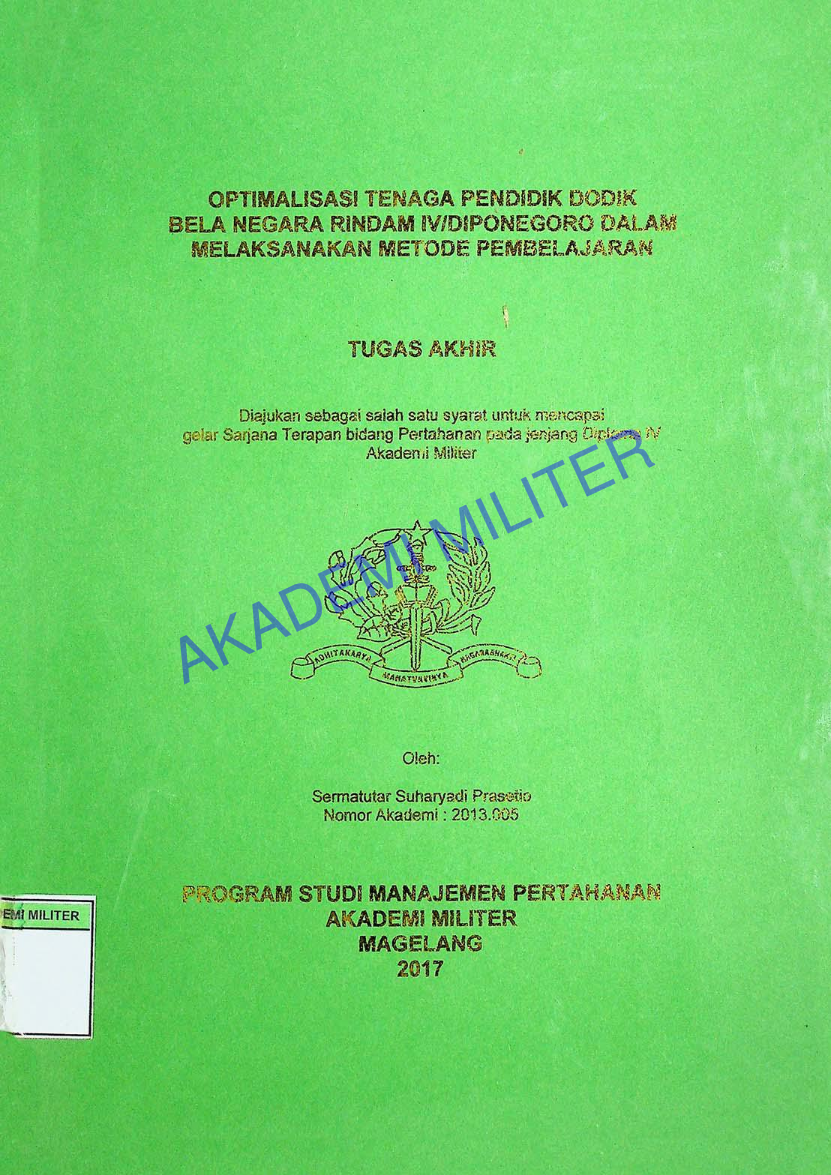 OPTIMALISASI TENAGA PENDIDIK DODIK
BELA NEGARA RINDAM IV/DIPONEGORO DALAM
MELAKSANAKAN METODE PEMBELAJARAN
TUGAS AKHIR
Diajukan sebagai salah satu syarat untuk mencapai
gelar Sarjana Terapan bidang Pertahanan pada jenjang Diploma IV
Akademi Militer
AKADEMI MILITER
ADHITAKARYA
MAHATVAVIRYA
NAGARABHAKTI
Oleh:
Sermatutar Suharyadi Prasetio
Nomor Akademi : 2013.005
PROGRAM STUDI MANAJEMEN PERTAHANAN
AKADEMI MILITER
MAGELANG
2017
DEMI MILITER